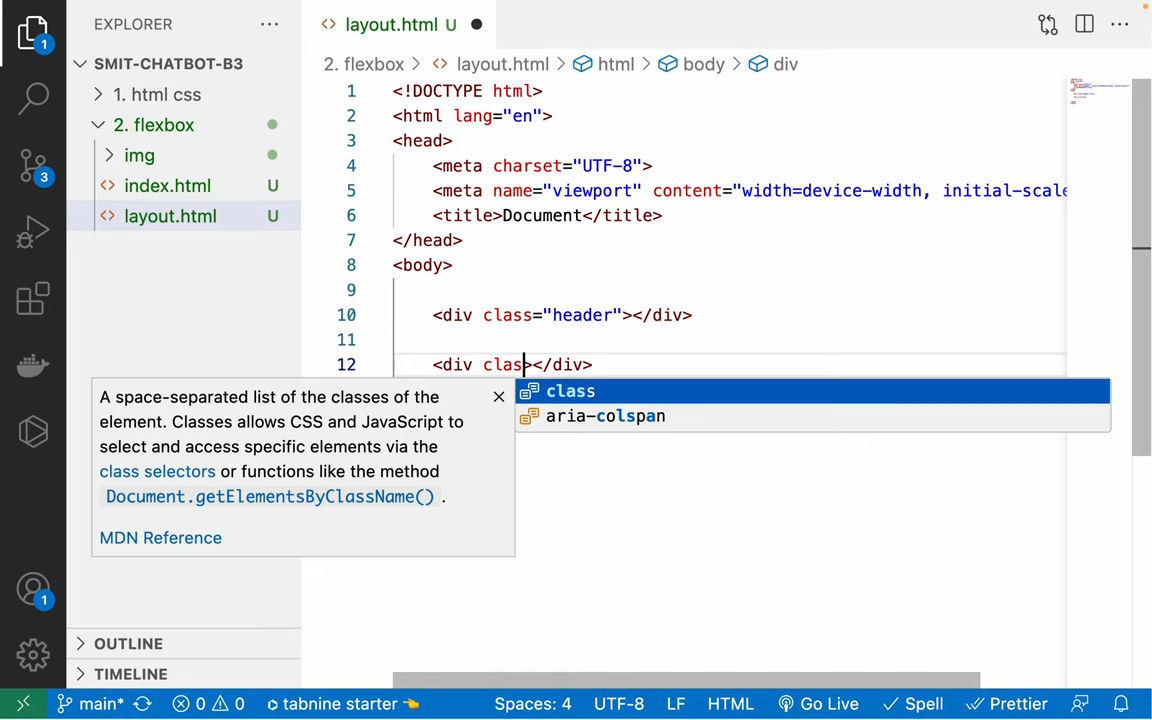 EXPLORER
SMIT-CHATBOT-B3
1. html css
2. flexbox
img
index.html U
layout.html U
OUTLINE
TIMELINE
1
3
1
layout.html U
2. flexbox > layout.html > html > body > div
1 <!DOCTYPE html>
2 <html lang="en">
3 <head>
4 <meta charset="UTF-8">
5 <meta name="viewport" content="width=device-width, initial-scale
6 <title>Document</title>
7 </head>
8 <body>
9
10 <div class="header"></div>
11
12 <div clas></div>
class
aria-colspan
A space-separated list of the classes of the
element. Classes allows CSS and JavaScript to
select and access specific elements via the
class selectors or functions like the method
Document.getElementsByClassName().
MDN Reference
main* 0 0 tabnine starter Spaces: 4 UTF-8 LF HTML Go Live Spell Prettier